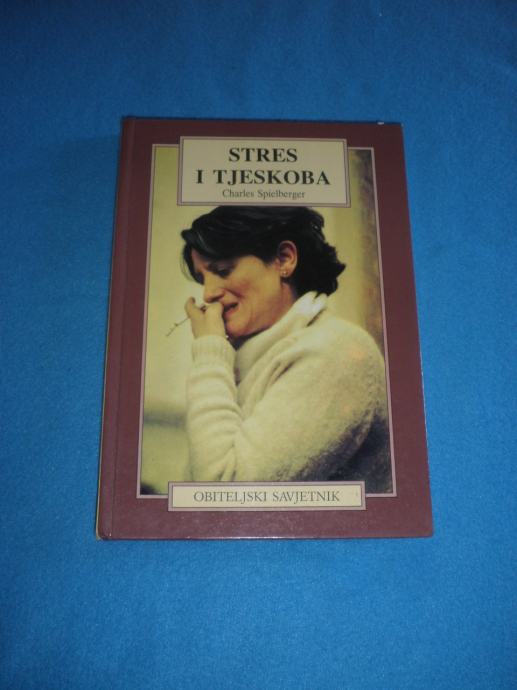 STRES
I TJESKOBA
Charles Spielberger
OBITELJSKI SAVJETNIK